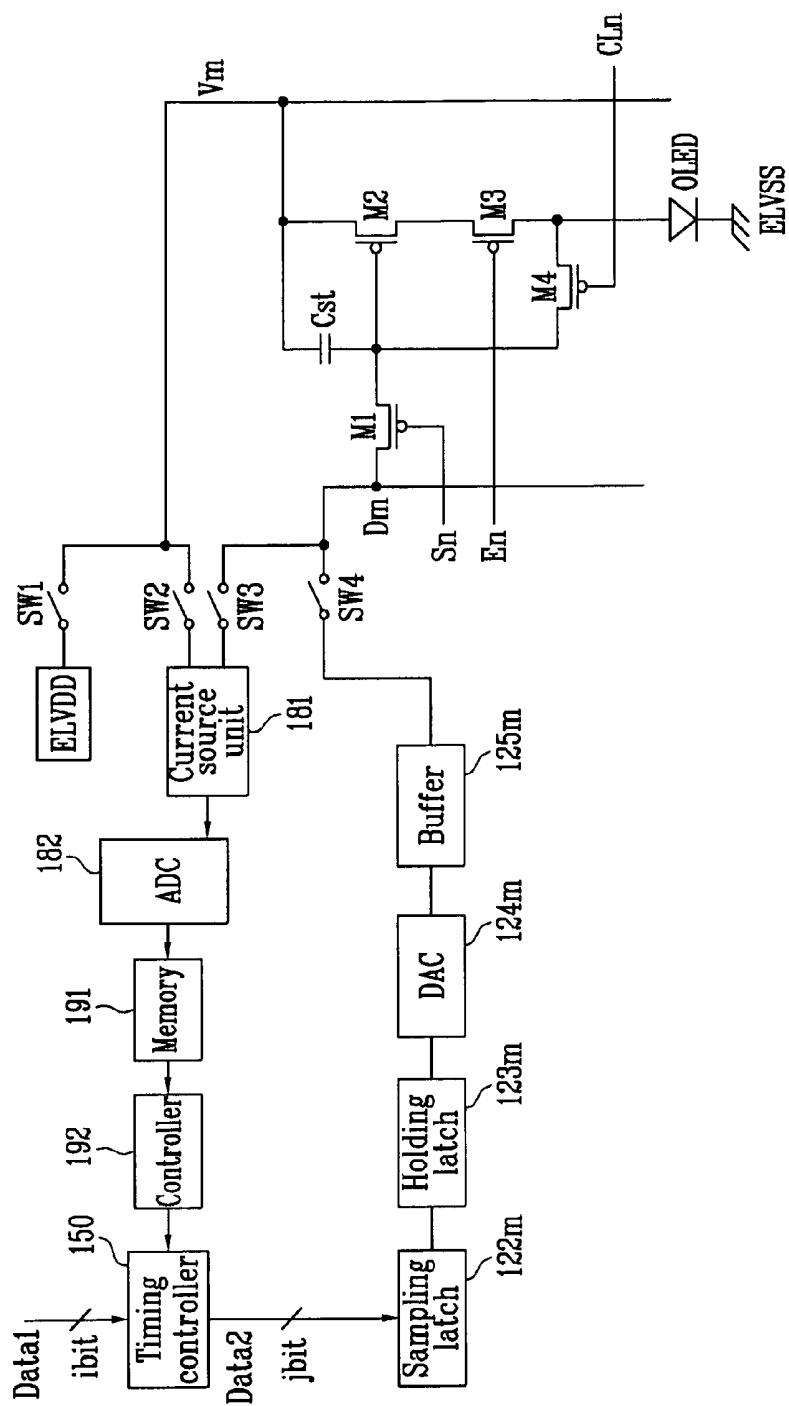 Data1
ibit
150
Timing
controller
Data2
jbit
192
Controller
191
Memory
182
ADC
Current
source
unit
181
ELVDD
SW1
SW2
SW3
SW4
Sampling
latch
122m
Holding
latch
123m
DAC
124m
Buffer
125m
Vm
Dm
Sn
En
M1
Cst
M2
M3
M4
CLn
OLED
ELVSS